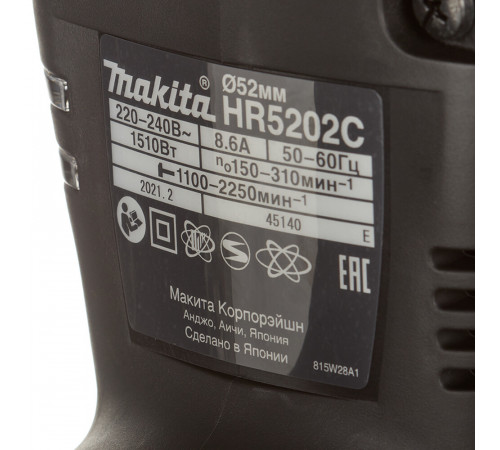 makita® Ø52мм
HR5202C
220-240В~ 8.6А 50-60Гц
1510Вт n₀150-310мин⁻¹
1100-2250мин⁻¹
2021. 2 45140 E
S
EAC
Макита Корпорэйшн
Анджо, Аичи, Япония
Сделано в Японии
815W28A1